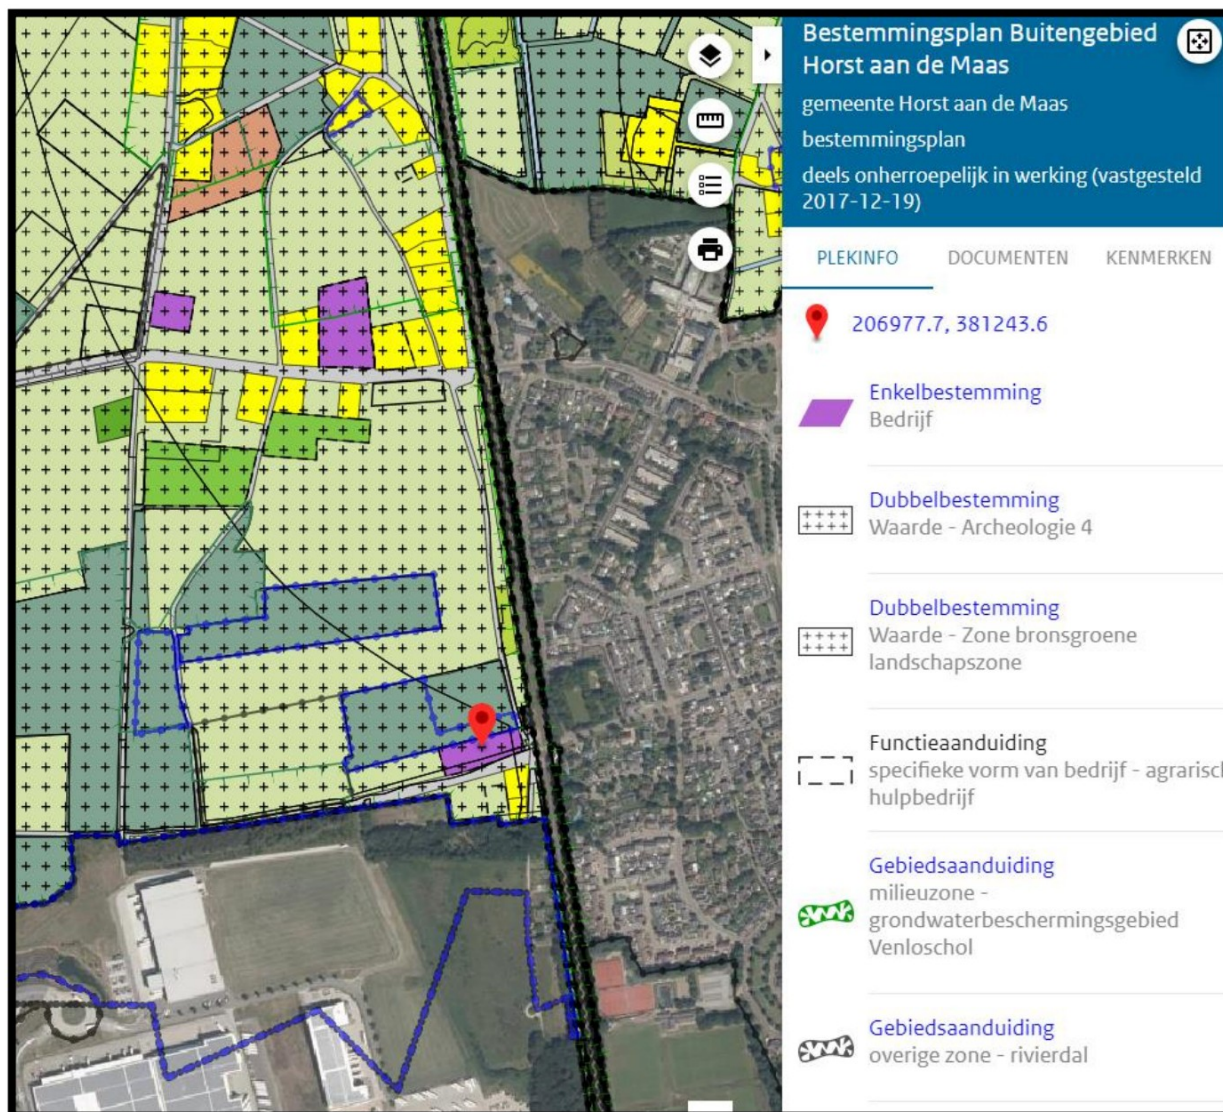 Bestemmingsplan Buitengebied
Horst aan de Maas
gemeente Horst aan de Maas
bestemmingsplan
deels onherroepelijk in werking (vastgesteld
2017-12-19)
PLEKINFO DOCUMENTEN KENMERKEN
206977.7, 381243.6
Enkelbestemming
Bedrijf
Dubbelbestemming
Waarde - Archeologie 4
Dubbelbestemming
Waarde - Zone bronsgroene
landschapszone
Functieaanduiding
specifieke vorm van bedrijf - agrarisch
hulpbedrijf
Gebiedsaanduiding
milieuzone -
grondwaterbeschermingsgebied
Venloschol
Gebiedsaanduiding
overige zone - rivierdal